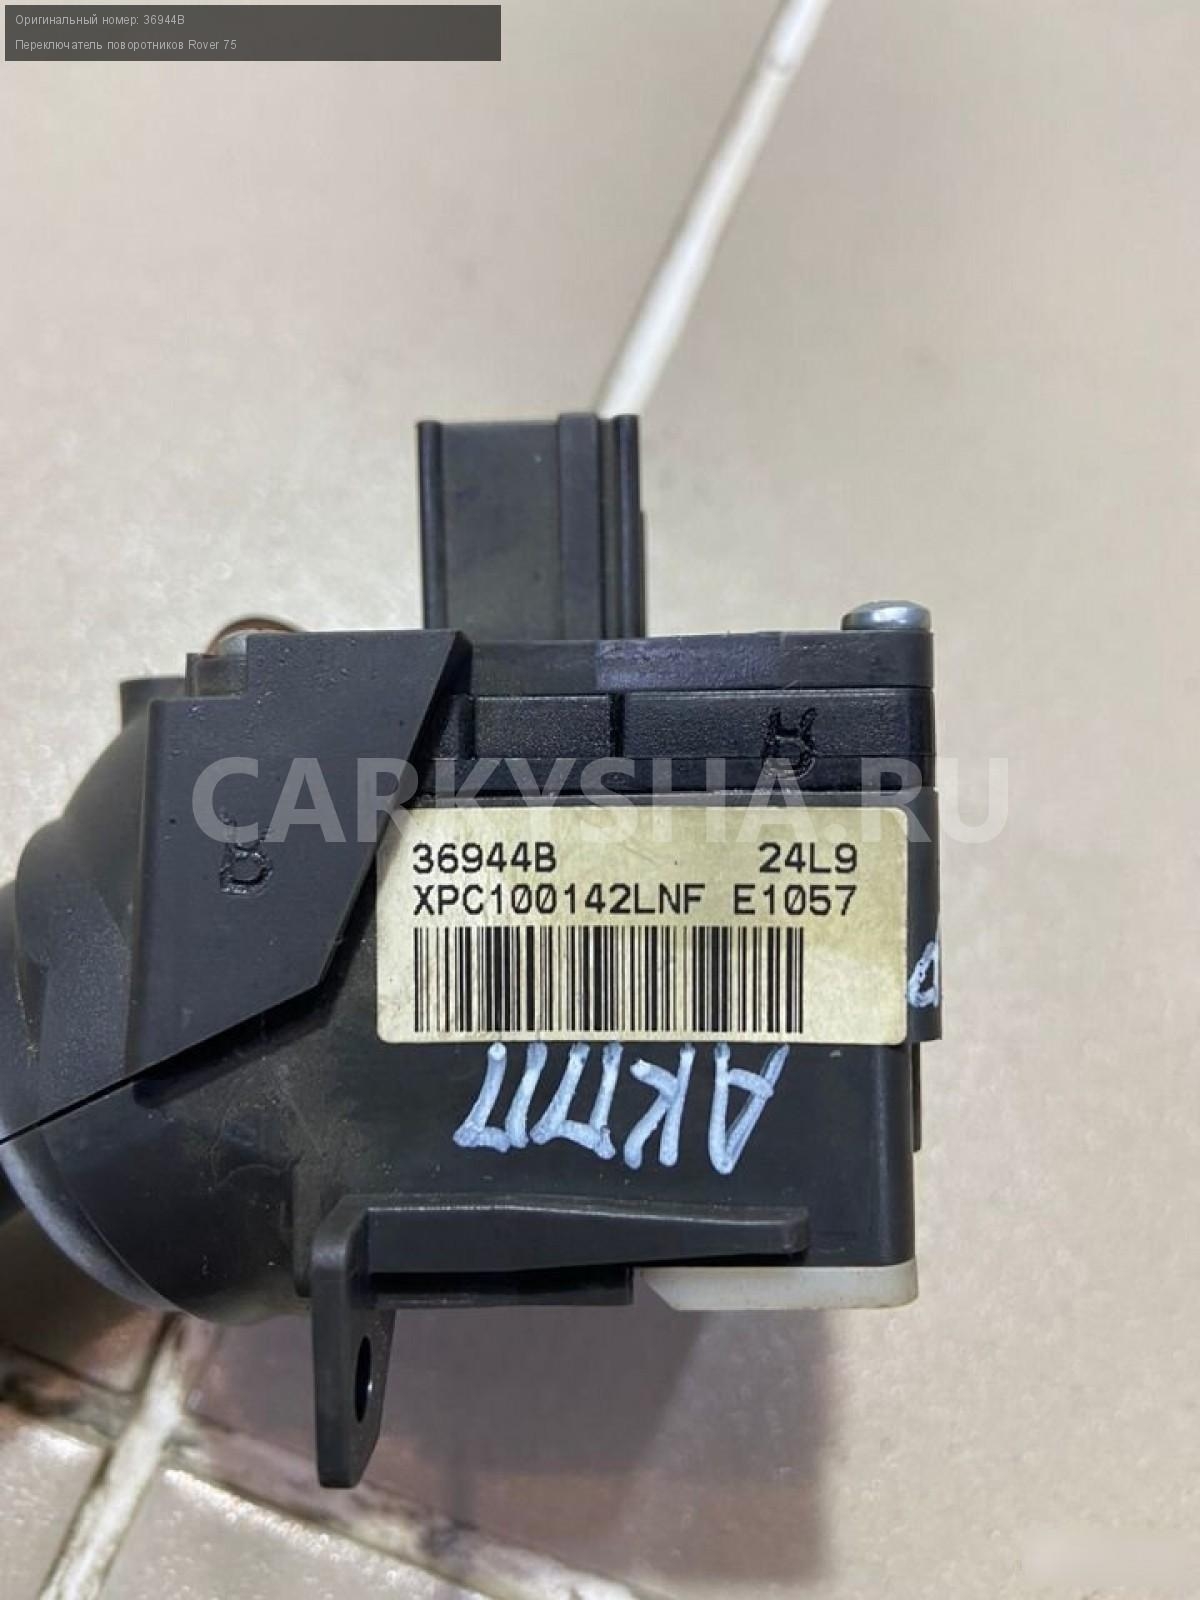 Оригинальный номер: 36944B
Переключатель поворотников Rover 75
CARKYSHA.RU
36944B 24L9
XPC100142LNF E1057
АКПП